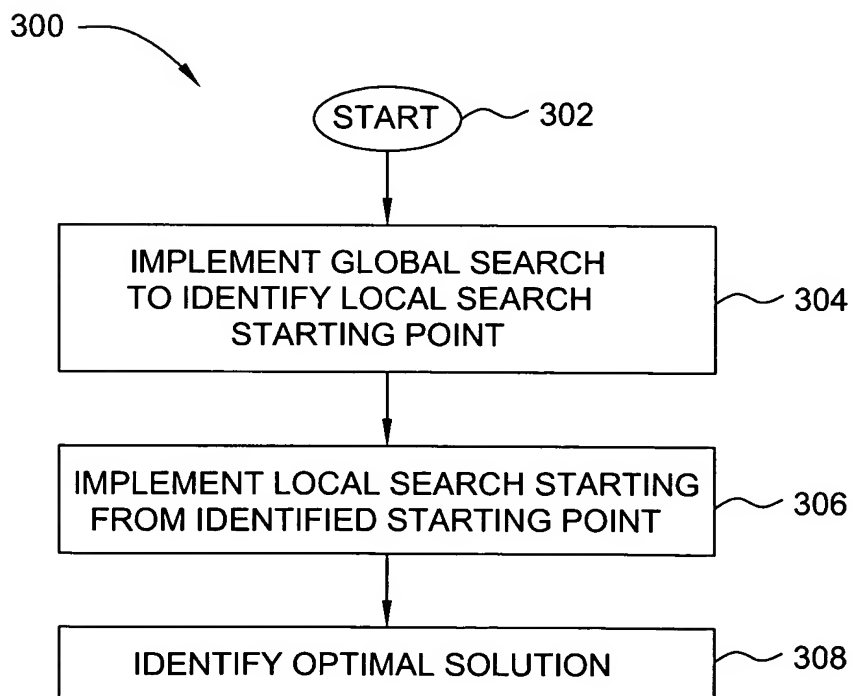 300
START
302
IMPLEMENT GLOBAL SEARCH
TO IDENTIFY LOCAL SEARCH
STARTING POINT
304
IMPLEMENT LOCAL SEARCH STARTING
FROM IDENTIFIED STARTING POINT
306
IDENTIFY OPTIMAL SOLUTION
308